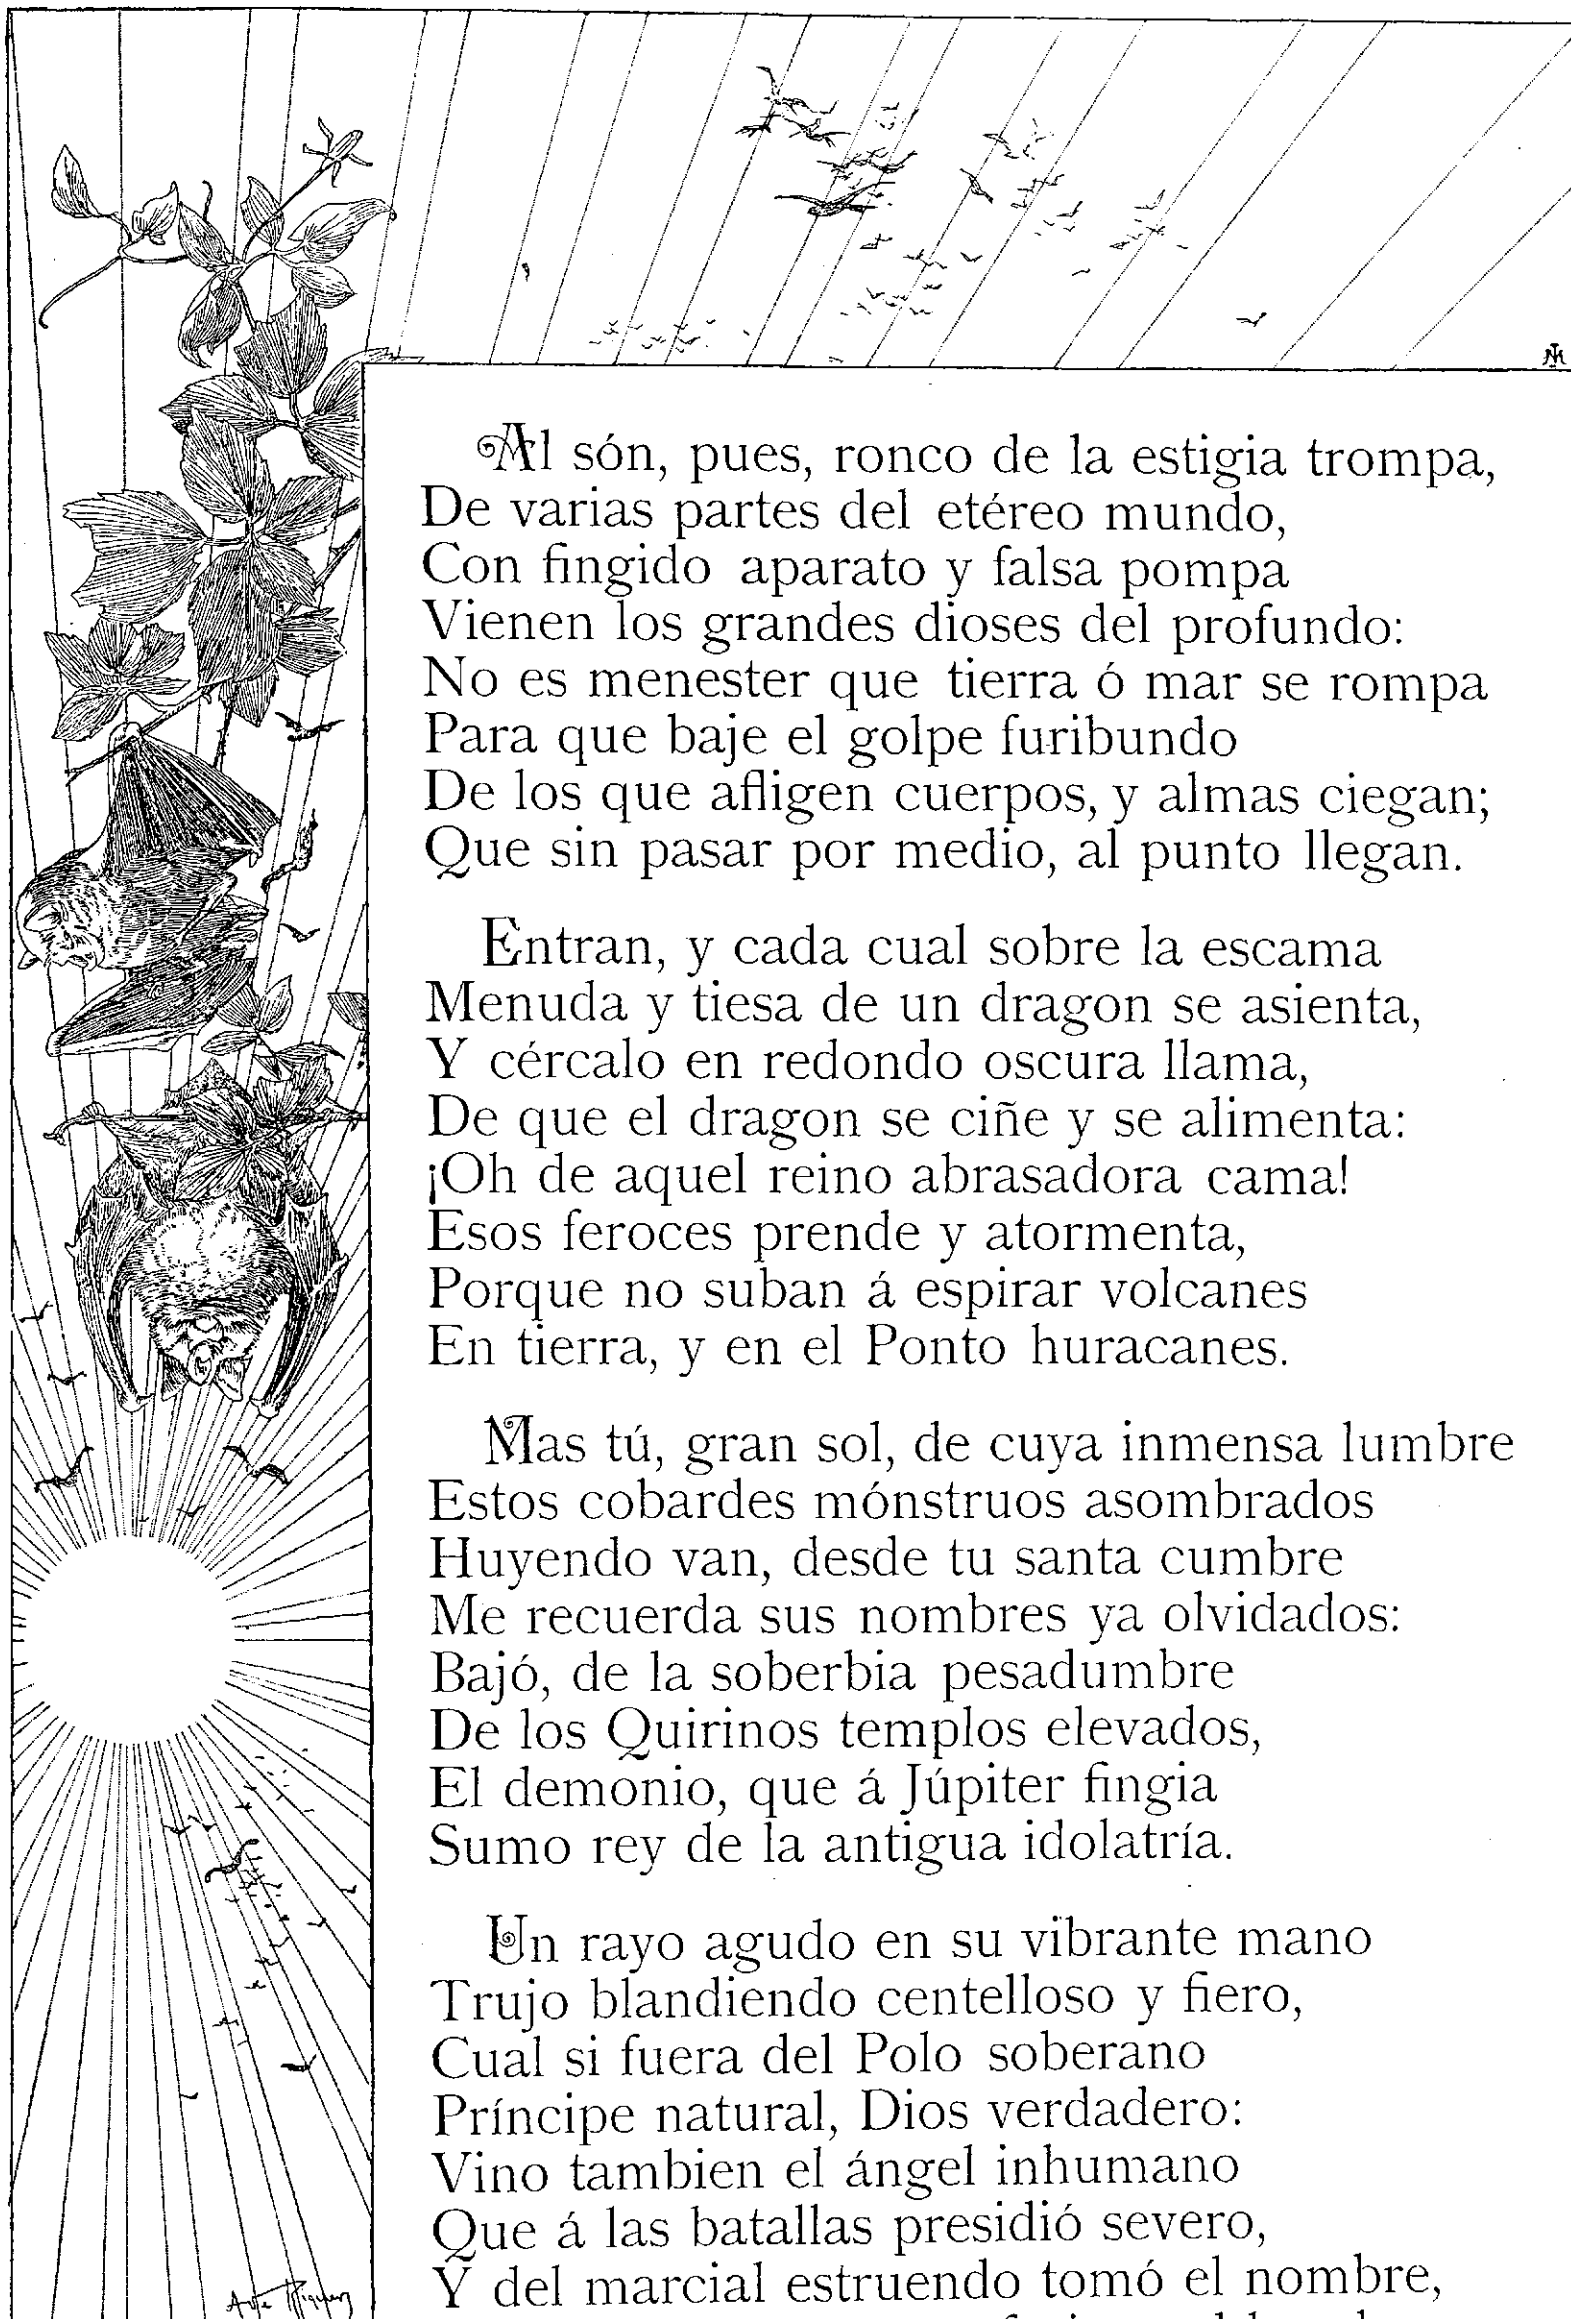 Al són, pues, ronco de la estigia trompa,
De varias partes del etéreo mundo,
Con fingido aparato y falsa pompa
Vienen los grandes dioses del profundo:
No es menester que tierra ó mar se rompa
Para que baje el golpe furibundo
De los que afligen cuerpos, y almas ciegan;
Que sin pasar por medio, al punto llegan.
Entran, y cada cual sobre la escama
Menuda y tiesa de un dragon se asienta,
Y cércalo en redondo oscura llama,
De que el dragon se ciñe y se alimenta:
¡Oh de aquel reino abrasadora cama!
Esos feroces prende y atormenta,
Porque no suban á espirar volcanes
En tierra, y en el Ponto huracanes.
Mas tú, gran sol, de cuya inmensa lumbre
Estos cobardes mónstruos asombrados
Huyendo van, desde tu santa cumbre
Me recuerda sus nombres ya olvidados:
Bajó, de la soberbia pesadumbre
De los Quirinos templos elevados,
El demonio, que á Júpiter fingia
Sumo rey de la antigua idolatría.
Un rayo agudo en su vibrante mano
Trujo blandiendo centelloso y fiero,
Cual si fuera del Polo soberano
Príncipe natural, Dios verdadero:
Vino tambien el ángel inhumano
Que á las batallas presidió severo,
Y del marcial estruendo tomó el nombre,